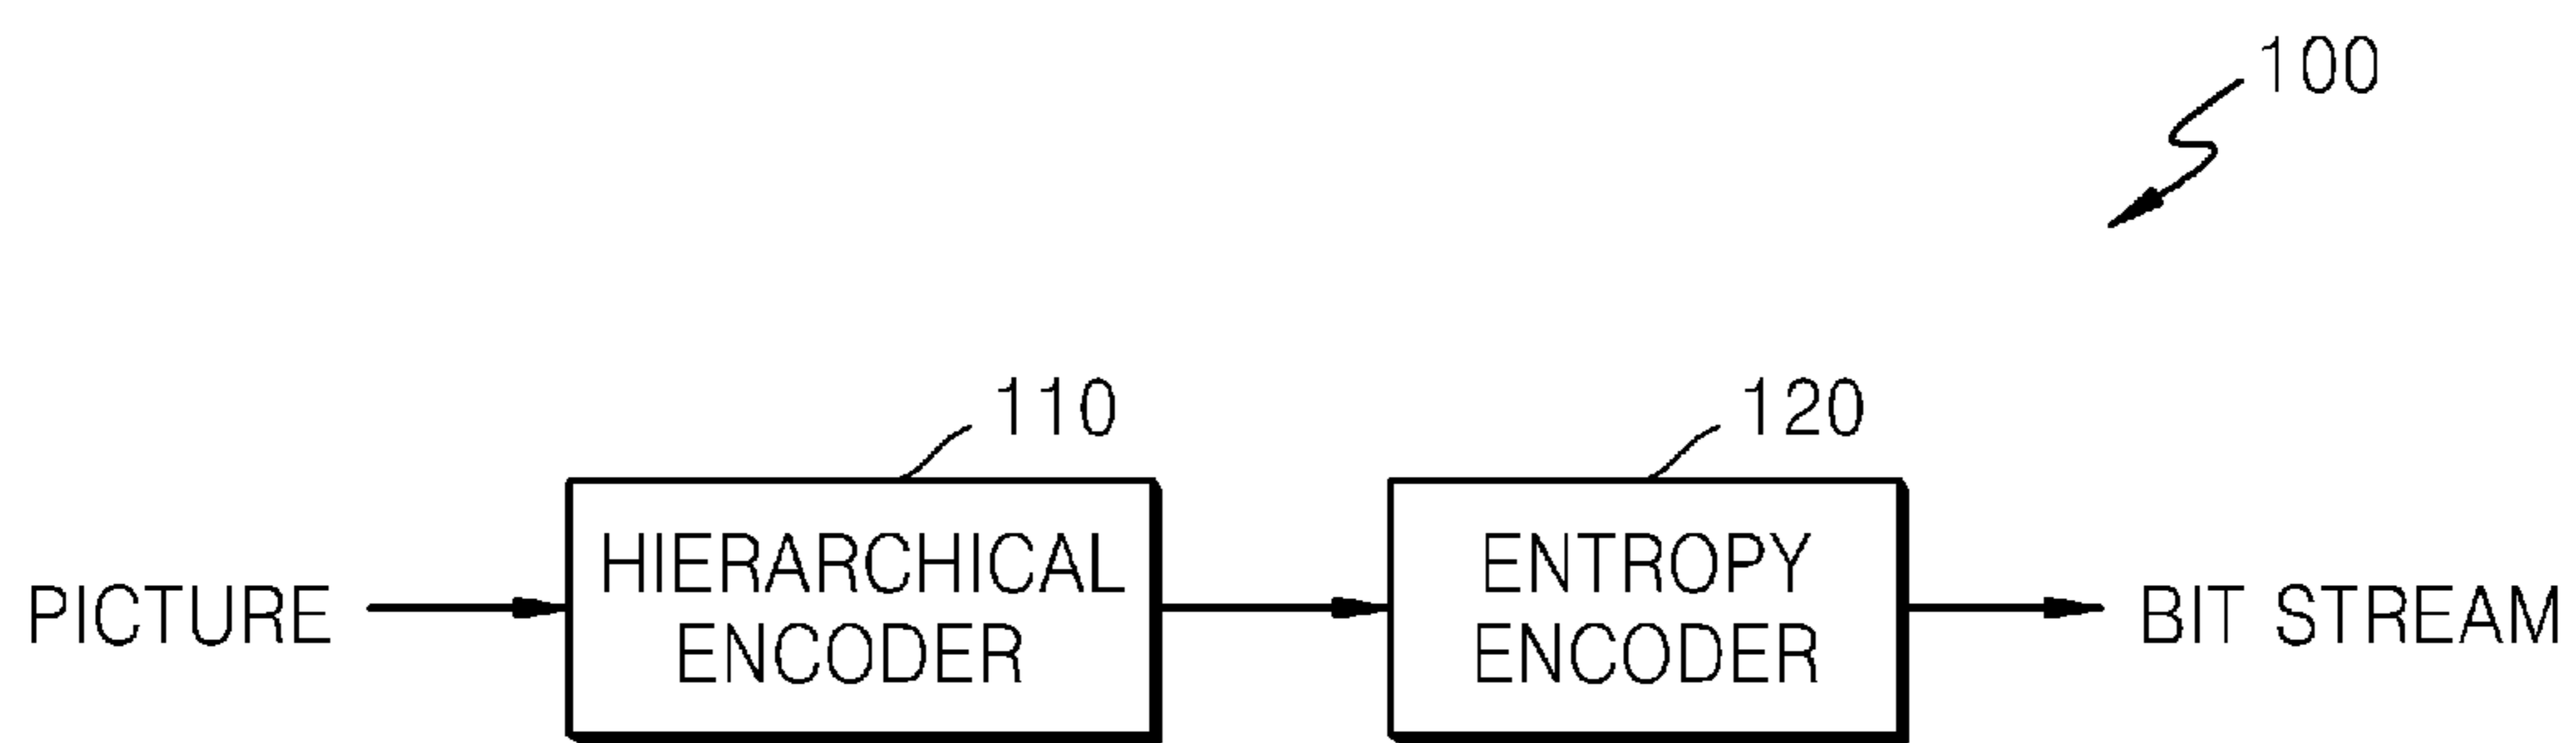 100
110
120
PICTURE
HIERARCHICAL
ENCODER
ENTROPY
ENCODER
BIT STREAM